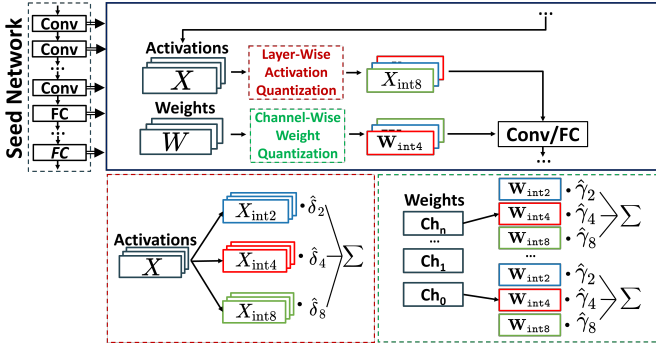 Seed Network
Conv
Conv
...
Conv
FC
...
FC
...
Activations
X
Layer-Wise
Activation
Quantization
X_int8
Weights
W
Channel-Wise
Weight
Quantization
W_int4
Conv/FC
...
Activations
X
X_int2 · δ̂_2
X_int4 · δ̂_4
X_int8 · δ̂_8
∑
Weights
Ch_n
...
Ch_1
Ch_0
W_int2 · γ̂_2
W_int4 · γ̂_4
W_int8 · γ̂_8
∑
...
W_int2 · γ̂_2
W_int4 · γ̂_4
W_int8 · γ̂_8
∑